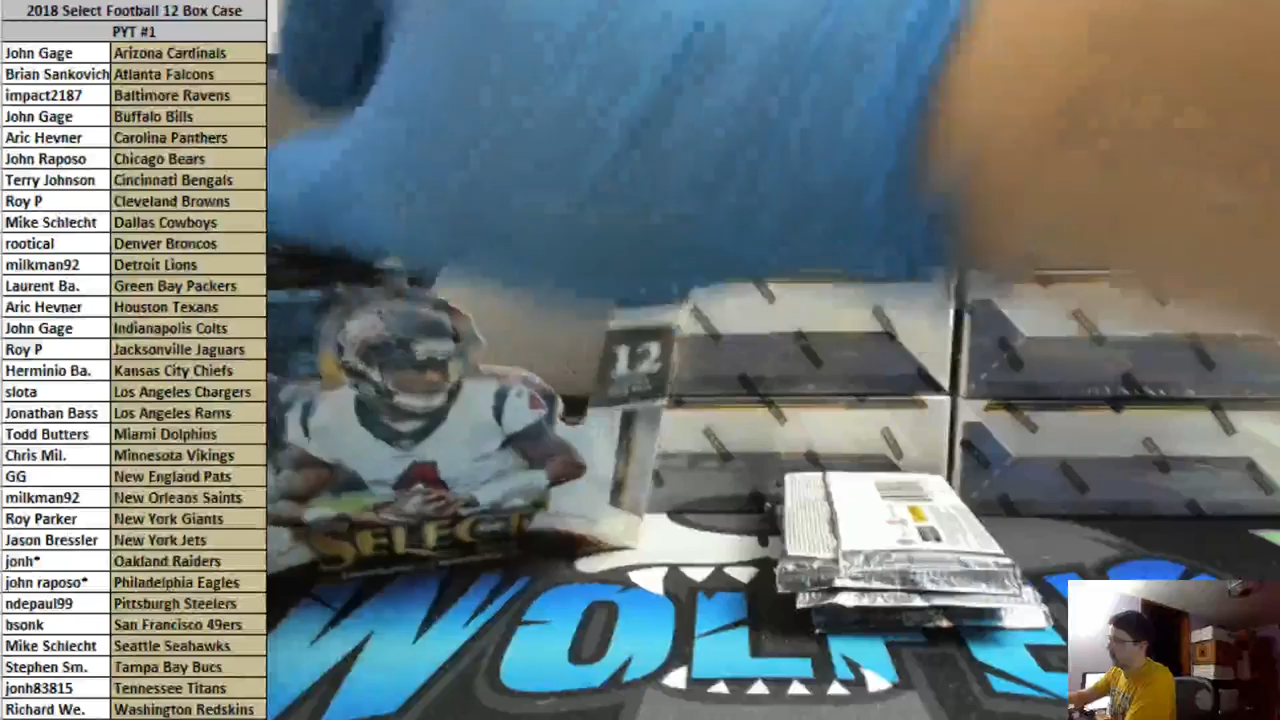 2018 Select Football 12 Box Case
PYT #1
John Gage Arizona Cardinals
Brian Sankovich Atlanta Falcons
impact2187 Baltimore Ravens
John Gage Buffalo Bills
Aric Hevner Carolina Panthers
John Raposo Chicago Bears
Terry Johnson Cincinnati Bengals
Roy P Cleveland Browns
Mike Schlecht Dallas Cowboys
rootical Denver Broncos
milkman92 Detroit Lions
Laurent Ba. Green Bay Packers
Aric Hevner Houston Texans
John Gage Indianapolis Colts
Roy P Jacksonville Jaguars
Herminio Ba. Kansas City Chiefs
slota Los Angeles Chargers
Jonathan Bass Los Angeles Rams
Todd Butters Miami Dolphins
Chris Mil. Minnesota Vikings
GG New England Pats
milkman92 New Orleans Saints
Roy Parker New York Giants
Jason Bressler New York Jets
jonh* Oakland Raiders
john raposo* Philadelphia Eagles
ndepaul99 Pittsburgh Steelers
bsonk San Francisco 49ers
Mike Schlecht Seattle Seahawks
Stephen Sm. Tampa Bay Bucs
jonh83815 Tennessee Titans
Richard We. Washington Redskins
12
SELECT